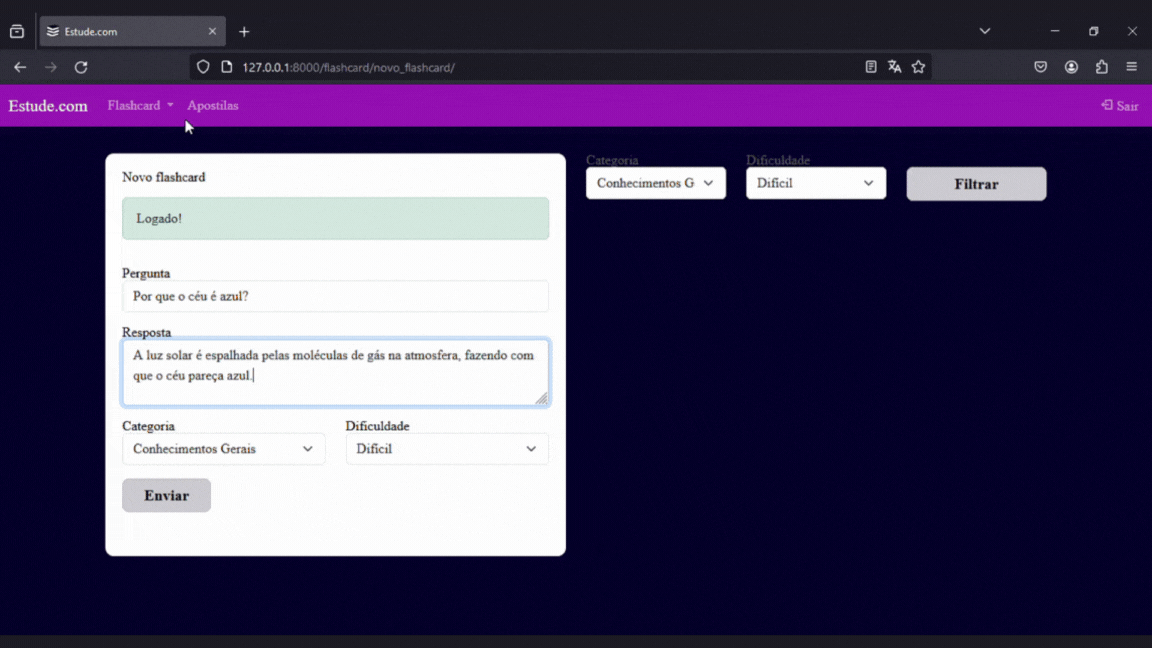 Estude.com
127.0.0.1:8000/flashcard/novo_flashcard/
Estude.com Flashcard Apostilas Sair
Novo flashcard
Logado!
Pergunta
Por que o céu é azul?
Resposta
A luz solar é espalhada pelas moléculas de gás na atmosfera, fazendo com
que o céu pareça azul.
Categoria Dificuldade
Conhecimentos Gerais Difícil
Enviar
Categoria Dificuldade
Conhecimentos G Difícil Filtrar